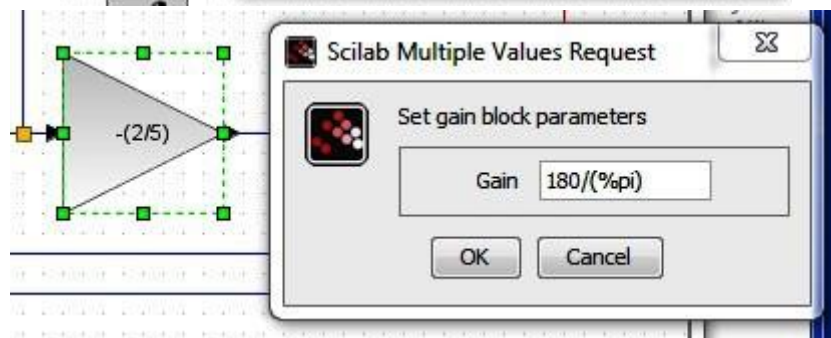 Scilab Multiple Values Request
-(2/5)
Set gain block parameters
Gain 180/(%pi)
OK Cancel